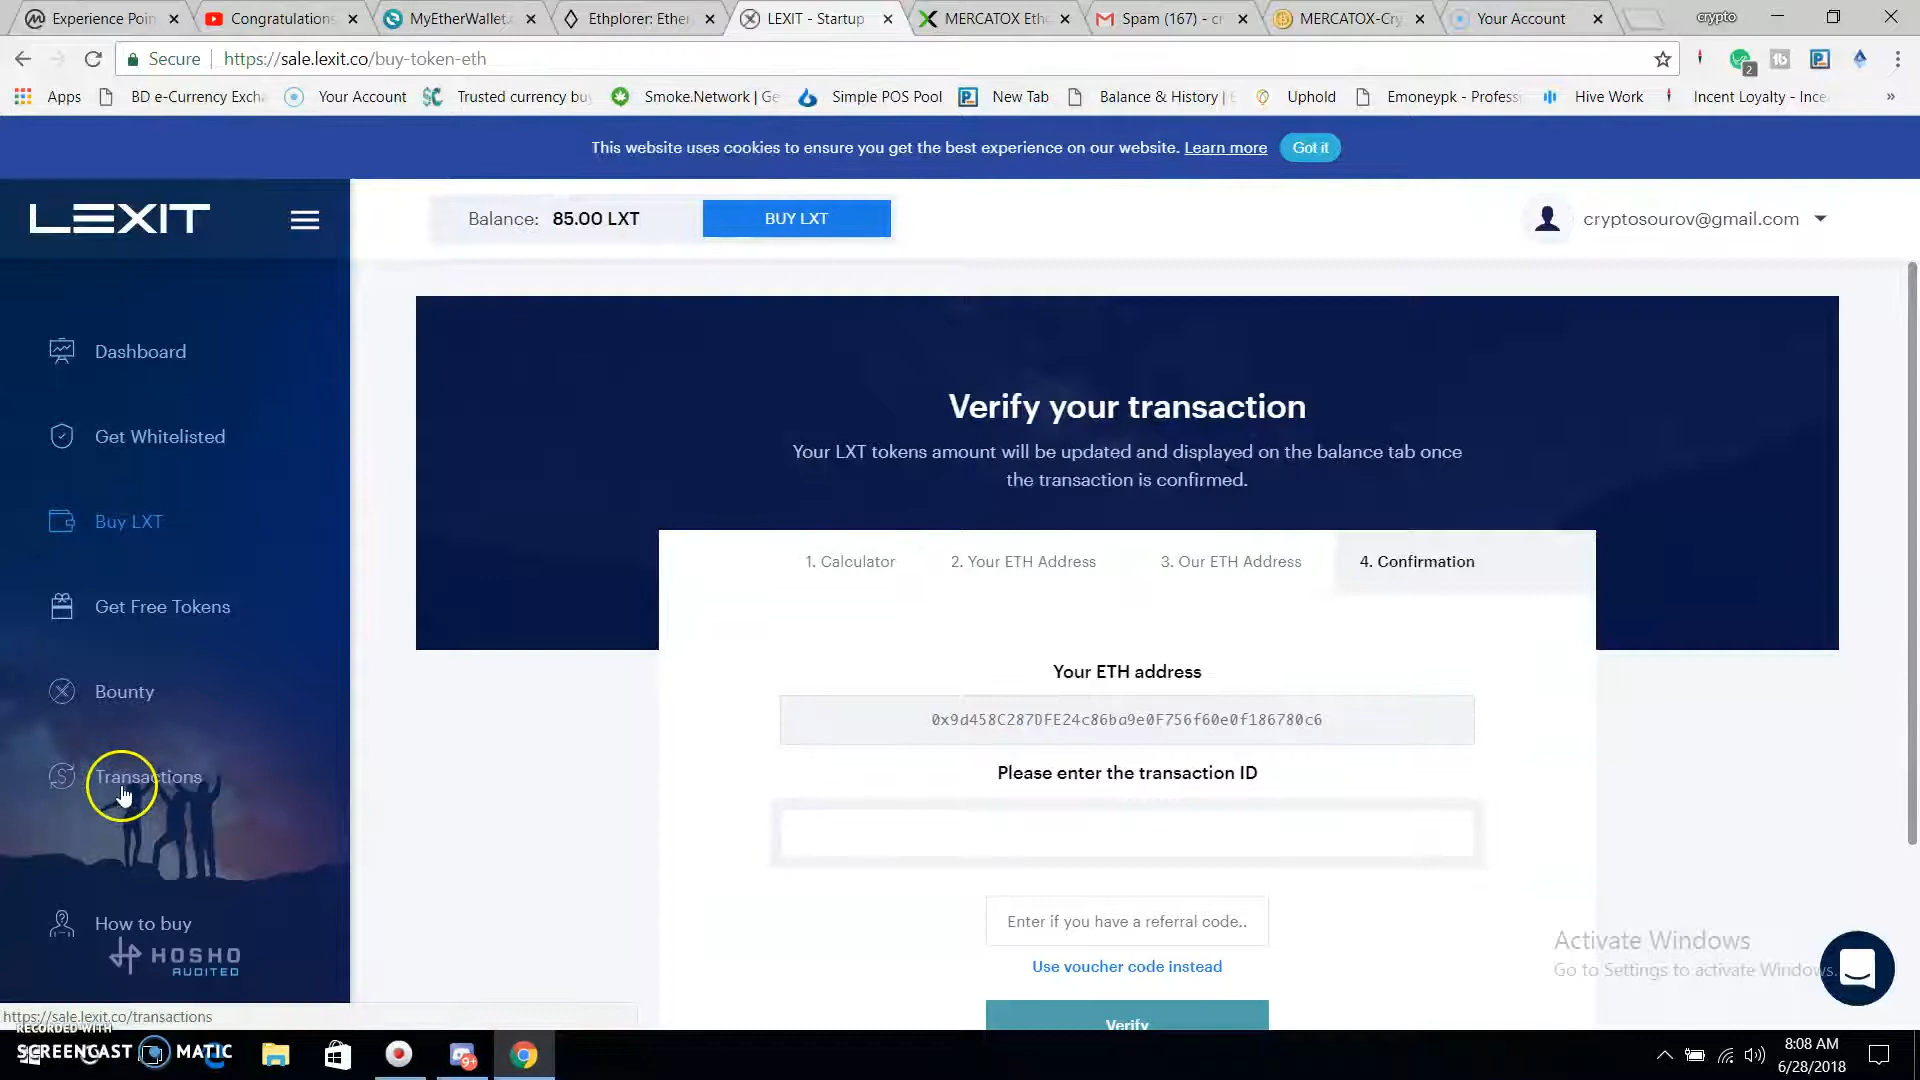 Experience Poin
Congratulations
MyEtherWallet.
Ethplorer: Ether
LEXIT - Startup
MERCATOX Eth
Spam (167) - cr
MERCATOX-Cry
Your Account
crypto
Secure
https://sale.lexit.co/buy-token-eth
2
Apps
BD e-Currency Excha
Your Account
Trusted currency bu
Smoke.Network | Ge
Simple POS Pool
New Tab
Balance & History |
Uphold
Emoneypk - Profess
Hive Work
Incent Loyalty - Ince
»
This website uses cookies to ensure you get the best experience on our website. Learn more
Got it
LEXIT
Balance: 85.00 LXT
BUY LXT
cryptosourov@gmail.com
Dashboard
Get Whitelisted
Buy LXT
Get Free Tokens
Bounty
Transactions
How to buy
HOSHO
AUDITED
Verify your transaction
Your LXT tokens amount will be updated and displayed on the balance tab once
the transaction is confirmed.
1. Calculator
2. Your ETH Address
3. Our ETH Address
4. Confirmation
Your ETH address
0x9d458C287DFE24c86ba9e0F756f60e0f186780c6
Please enter the transaction ID
Enter if you have a referral code..
Use voucher code instead
Verify
Activate Windows
Go to Settings to activate Windows.
https://sale.lexit.co/transactions
RECORDED WITH
SCREENCAST MATIC
9+
8:08 AM
6/28/2018